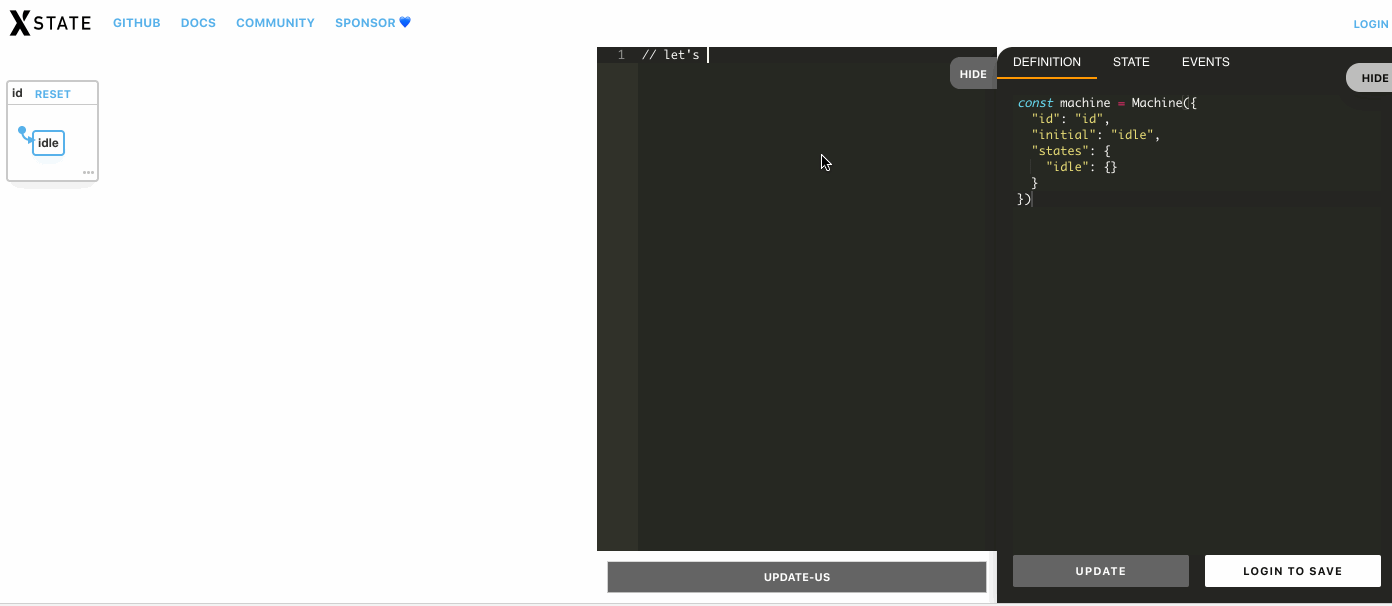 XSTATE GITHUB DOCS COMMUNITY SPONSOR 💙 LOGIN
id RESET
idle
1 // let's
HIDE
UPDATE-US
DEFINITION STATE EVENTS
HIDE
const machine = Machine({
  "id": "id",
  "initial": "idle",
  "states": {
    "idle": {}
  }
})
UPDATE LOGIN TO SAVE